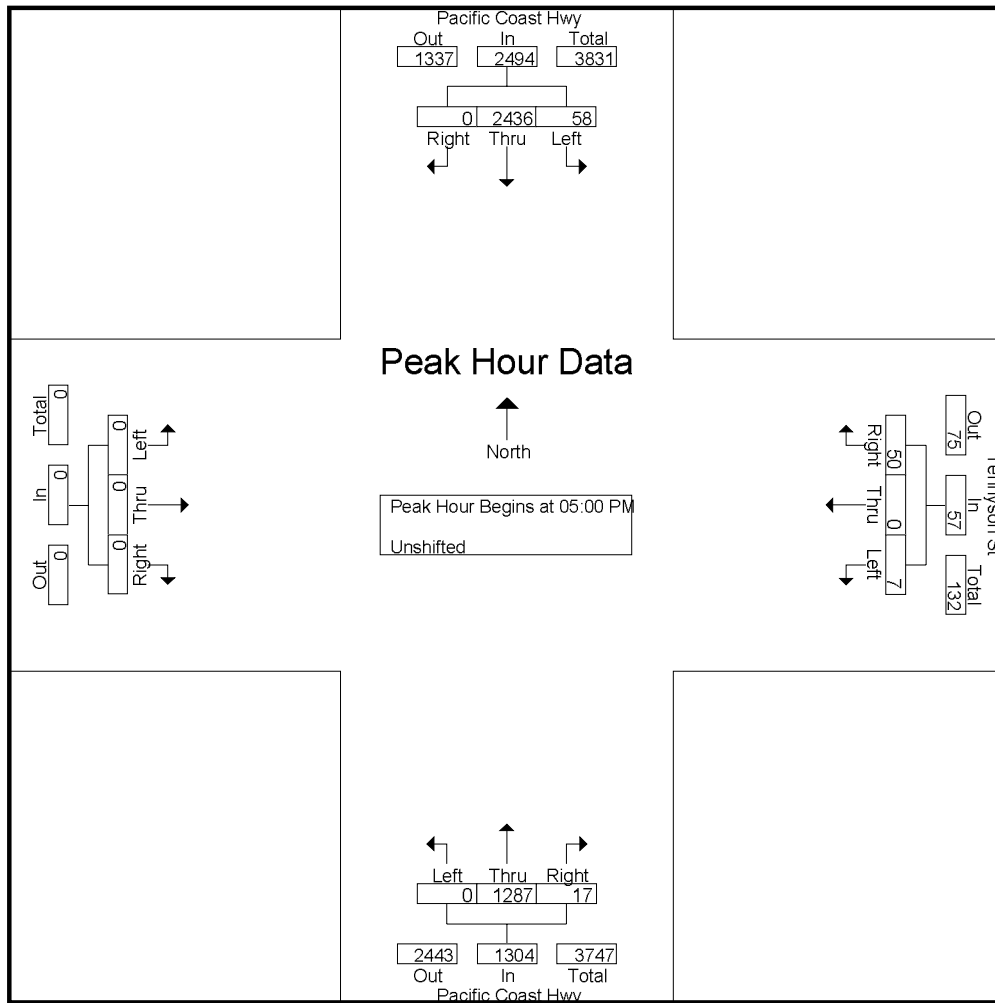 Pacific Coast Hwy
Out In Total
1337 2494 3831
0 2436 58
Right Thru Left
Peak Hour Data
North
Peak Hour Begins at 05:00 PM
Unshifted
Total In Out
0 0 0
0 0 0
Left Thru Right
Out In Total
75 57 132
50 0 7
Right Thru Left
Tennyson St
Left Thru Right
0 1287 17
2443 1304 3747
Out In Total
Pacific Coast Hwy